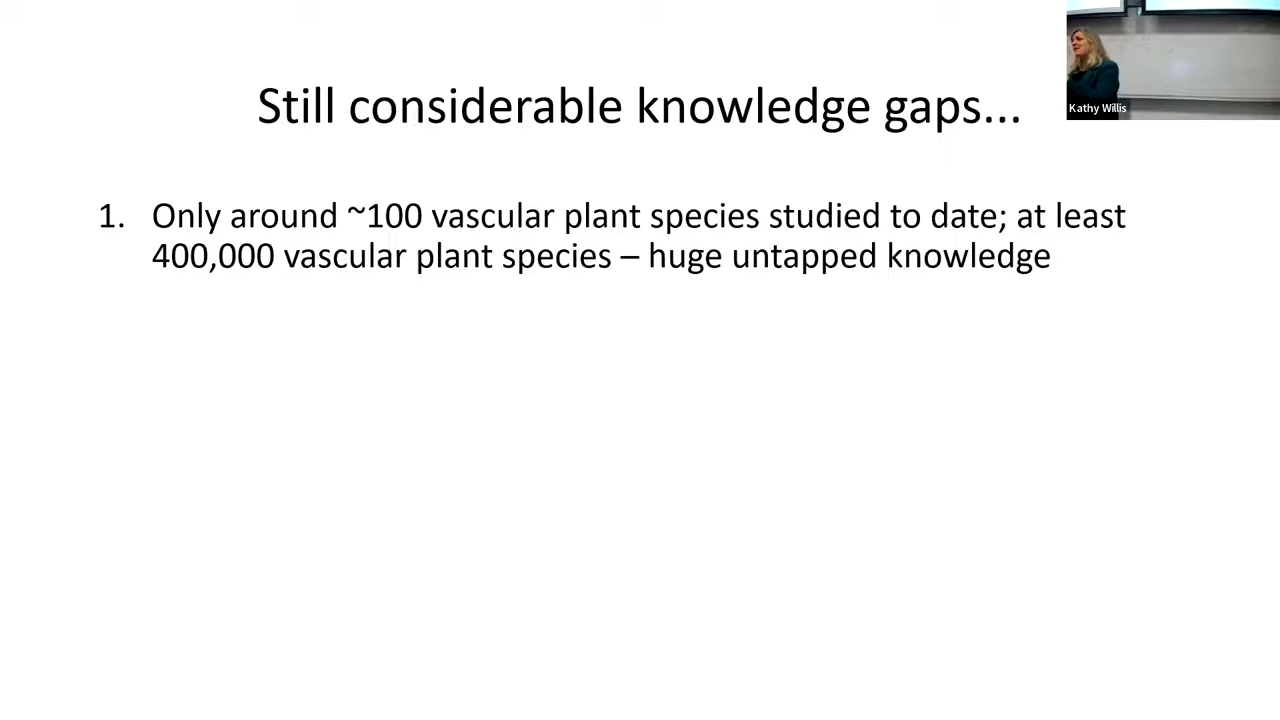 Still considerable knowledge gaps...
Kathy Willis
1. Only around ~100 vascular plant species studied to date; at least
400,000 vascular plant species – huge untapped knowledge